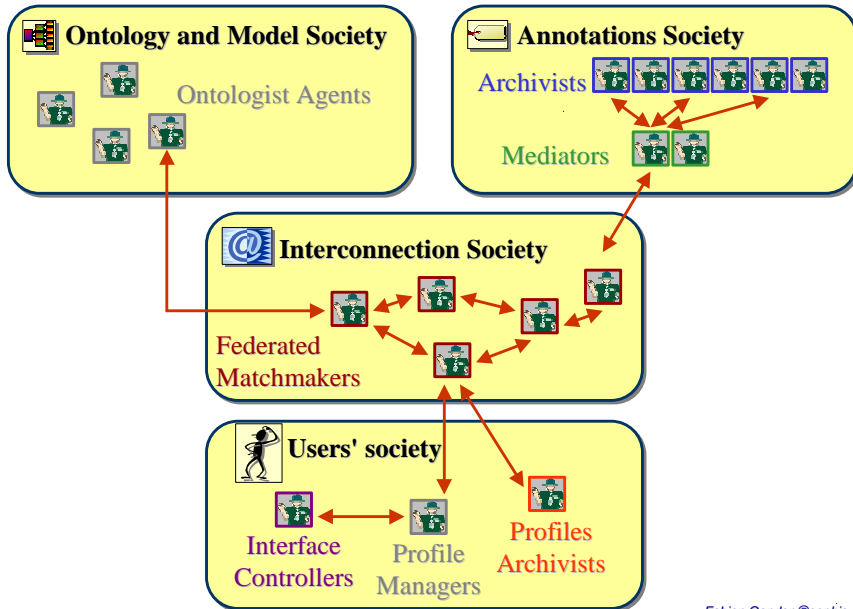 Ontology and Model Society
Ontologist Agents
Annotations Society
Archivists
Mediators
@ Interconnection Society
Federated
Matchmakers
Users' society
Interface
Controllers
Profile
Managers
Profiles
Archivists